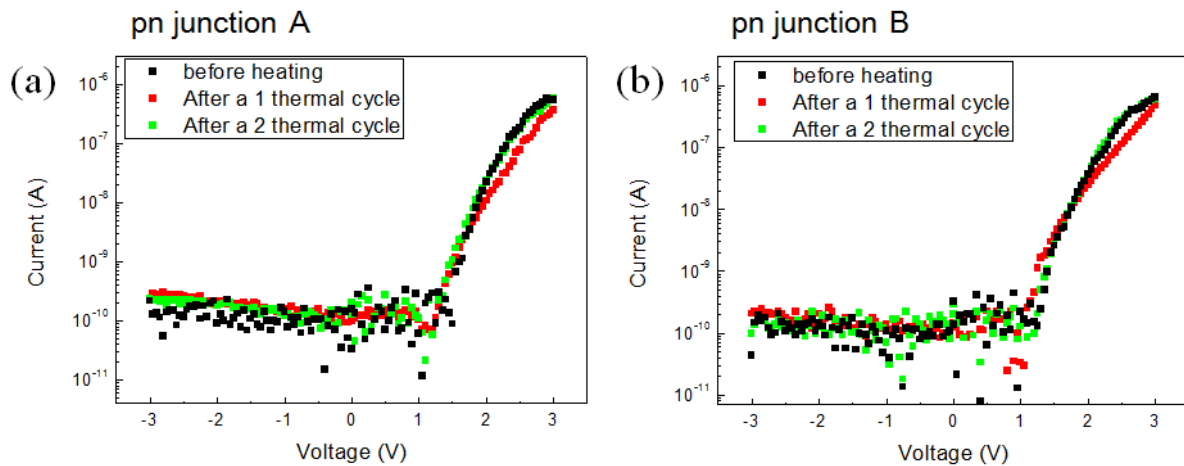 pn junction A
(a)
before heating
After a 1 thermal cycle
After a 2 thermal cycle
10⁻⁶
10⁻⁷
10⁻⁸
10⁻⁹
10⁻¹⁰
10⁻¹¹
Current (A)
-3 -2 -1 0 1 2 3
Voltage (V)
pn junction B
(b)
before heating
After a 1 thermal cycle
After a 2 thermal cycle
10⁻⁶
10⁻⁷
10⁻⁸
10⁻⁹
10⁻¹⁰
10⁻¹¹
Current (A)
-3 -2 -1 0 1 2 3
Voltage (V)